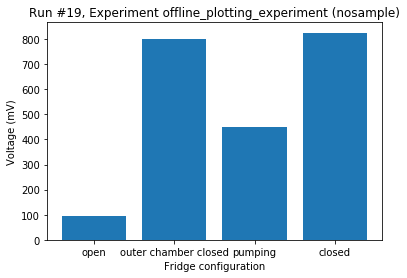 Run #19, Experiment offline_plotting_experiment (nosample)
Voltage (mV)
800
700
600
500
400
300
200
100
0
open outer chamber closed pumping closed
Fridge configuration